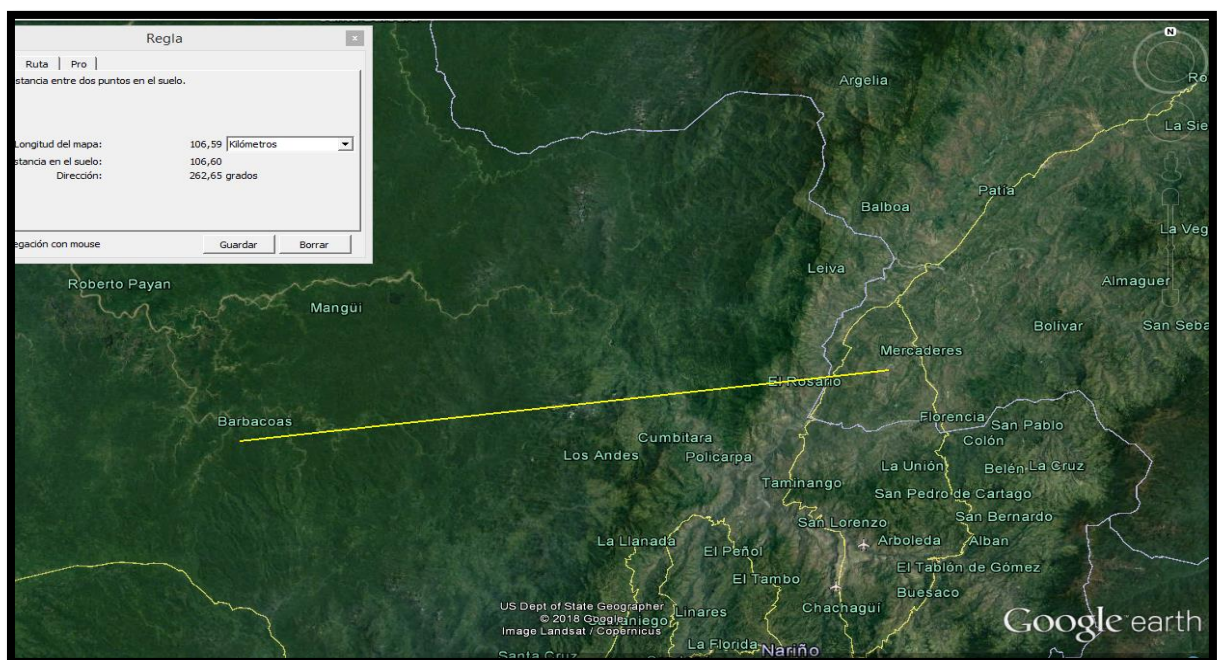 Regla
Ruta Pro
stancia entre dos puntos en el suelo.
Longitud del mapa: 106,59 Kilómetros
stancia en el suelo: 106,60
Dirección: 262,65 grados
egación con mouse Guardar Borrar
N
Argelia
Ro
La Sie
Patía
Balboa
La Veg
Leiva
Almaguer
Roberto Payan
Mangüi
Bolívar
San Seba
Mercaderes
El Rosario
Barbacoas
Florencia
San Pablo
Colón
Cumbitara
Los Andes
Policarpa
La Unión
Belén
La Cruz
Taminango
San Pedro de Cartago
San Lorenzo
San Bernardo
La Llanada
El Peñol
Arboleda
Alban
El Tambo
El Tablón de Gómez
Buesaco
US Dept of State Geographer
© 2018 Google
Image Landsat / Copernicus
Linares
Chachaguí
Google earth
La Florida
Nariño
Santa Cruz